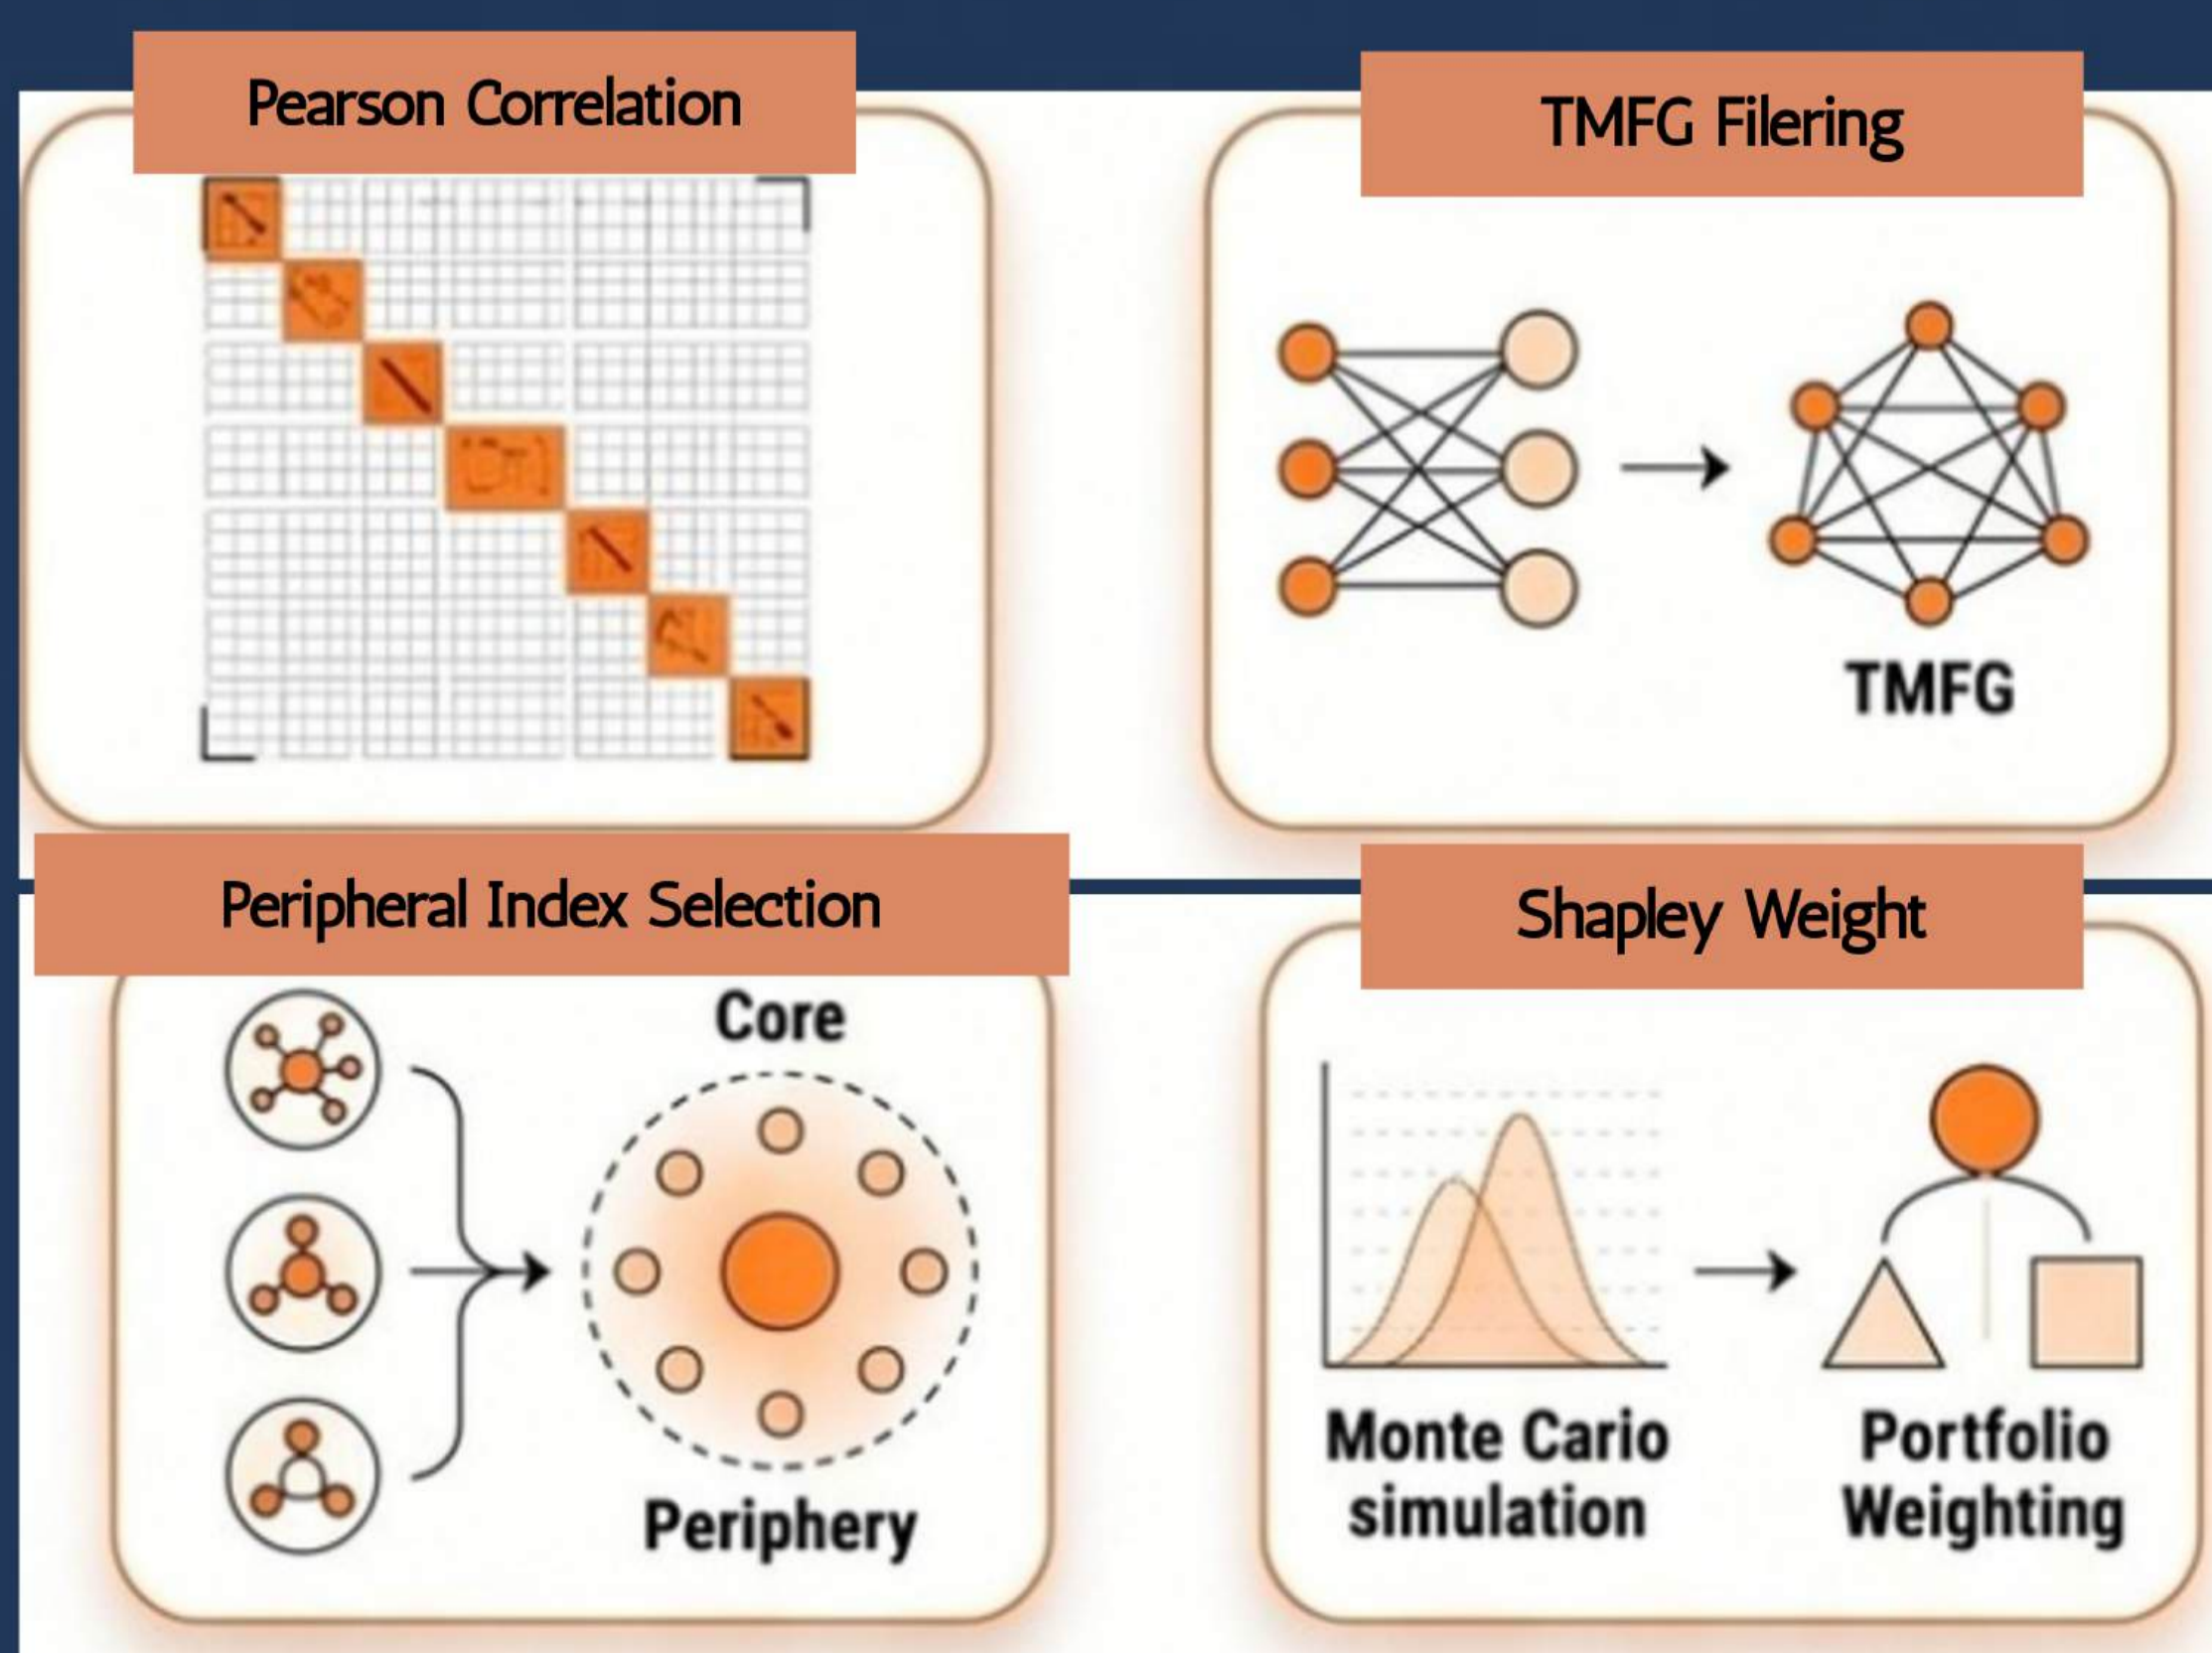 Pearson Correlation
TMFG Filering
TMFG
Peripheral Index Selection
Core
Periphery
Shapley Weight
Monte Cario
simulation
Portfolio
Weighting